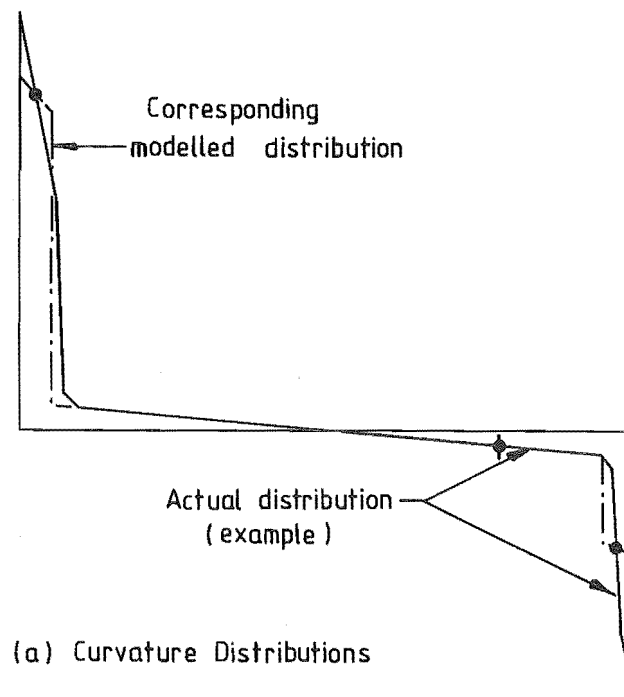 Corresponding
modelled distribution
Actual distribution
(example)
(a) Curvature Distributions